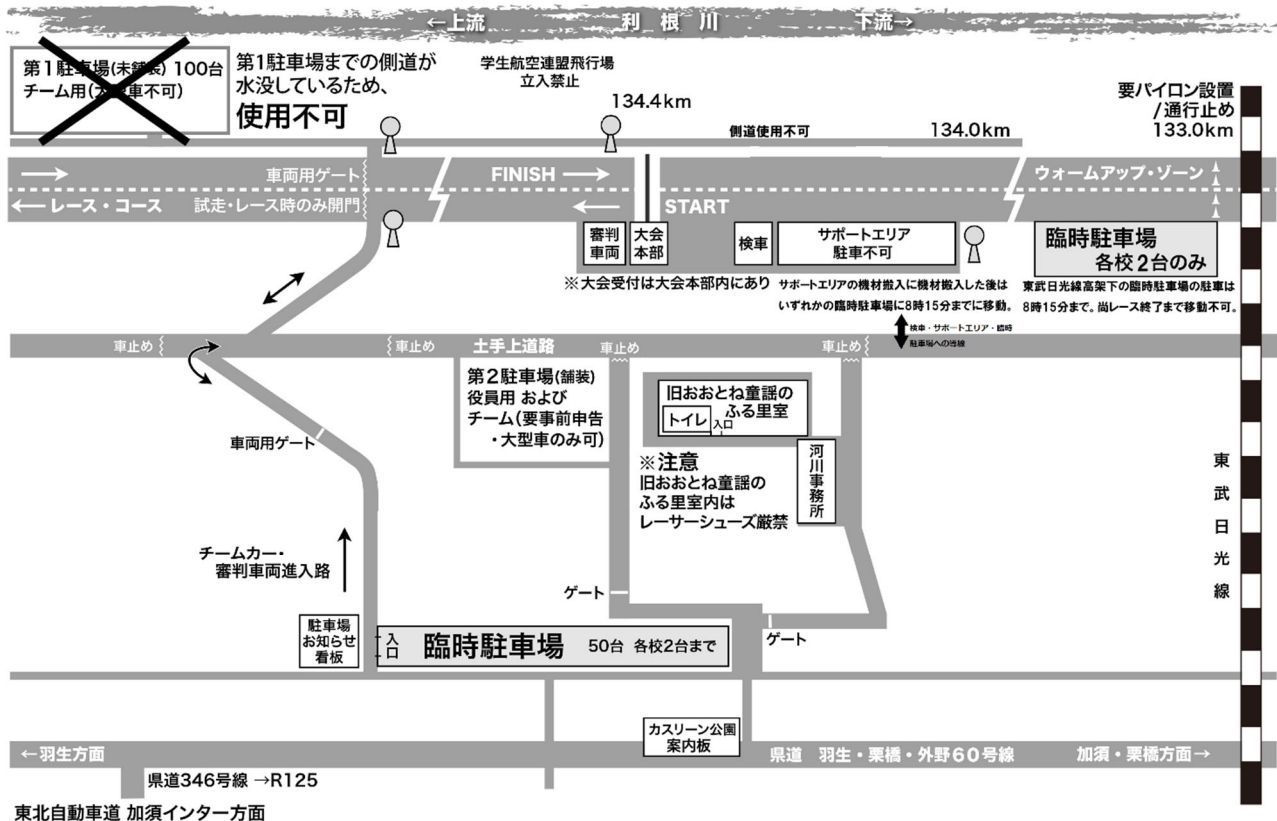 ←上流 利根川 下流→
第1駐車場(未舗装) 100台
チーム用(大型車不可)
第1駐車場までの側道が
水没しているため、
使用不可
学生航空連盟飛行場
立入禁止
134.4km
側道使用不可
134.0km
要パイロン設置
/通行止め
133.0km
車両用ゲート
FINISH →
ウォームアップ・ゾーン
←レース・コース
試走・レース時のみ開門
START
審判
車両
大会
本部
検車
サポートエリア
駐車不可
臨時駐車場
各校2台のみ
※大会受付は大会本部内にあり
サポートエリアの機材搬入に機材搬入した後は
いずれかの臨時駐車場に8時15分までに移動。
東武日光線高架下の臨時駐車場の駐車は
8時15分まで。尚レース終了まで移動不可。
検車・サポートエリア・臨時
駐車場への導線
車止め
車止め
土手上道路
車止め
車止め
第2駐車場(舗装)
役員用 および
チーム(要事前申告
・大型車のみ可)
旧おおとね童謡の
ふる里室
トイレ
入口
車両用ゲート
※注意
旧おおとね童謡の
ふる里室内は
レーサーシューズ厳禁
河川事務所
東武日光線
チームカー・
審判車両進入路
ゲート
ゲート
駐車場
お知らせ
看板
入口
臨時駐車場 50台 各校2台まで
カスリーン公園
案内板
←羽生方面
県道 羽生・栗橋・外野60号線
加須・栗橋方面→
県道346号線 →R125
東北自動車道 加須インター方面